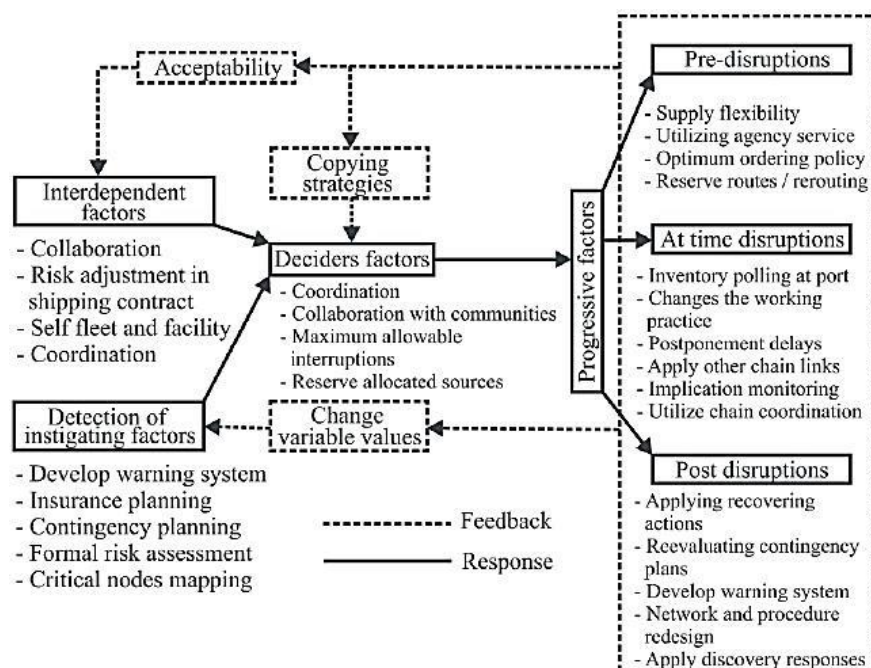 Acceptability
Copying
strategies
Interdependent
factors
- Collaboration
- Risk adjustment in
shipping contract
- Self fleet and facility
- Coordination
Deciders factors
- Coordination
- Collaboration with communities
- Maximum allowable
interruptions
- Reserve allocated sources
Detection of
instigating factors
- Develop warning system
- Insurance planning
- Contingency planning
- Formal risk assessment
- Critical nodes mapping
Change
variable values
Feedback
Response
Progressive factors
Pre-disruptions
- Supply flexibility
- Utilizing agency service
- Optimum ordering policy
- Reserve routes / rerouting
At time disruptions
- Inventory polling at port
- Changes the working
practice
- Postponement delays
- Apply other chain links
- Implication monitoring
- Utilize chain coordination
Post disruptions
- Applying recovering
actions
- Reevaluating contingency
plans
- Develop warning system
- Network and procedure
redesign
- Apply discovery responses